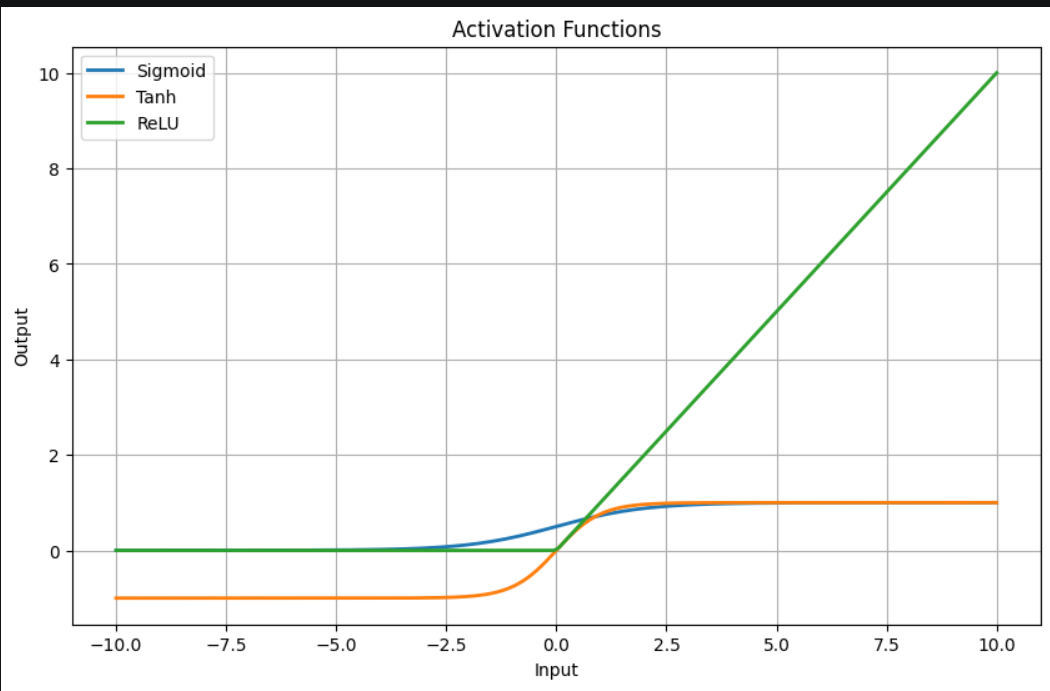 Activation Functions
Sigmoid
Tanh
ReLU
10
8
6
4
2
0
Output
−10.0 −7.5 −5.0 −2.5 0.0 2.5 5.0 7.5 10.0
Input